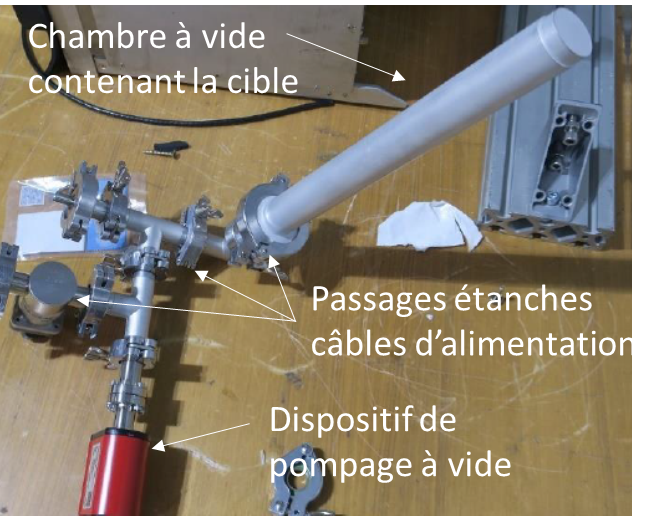 Chambre à vide
contenant la cible
Passages étanches
câbles d'alimentation
Dispositif de
pompage à vide